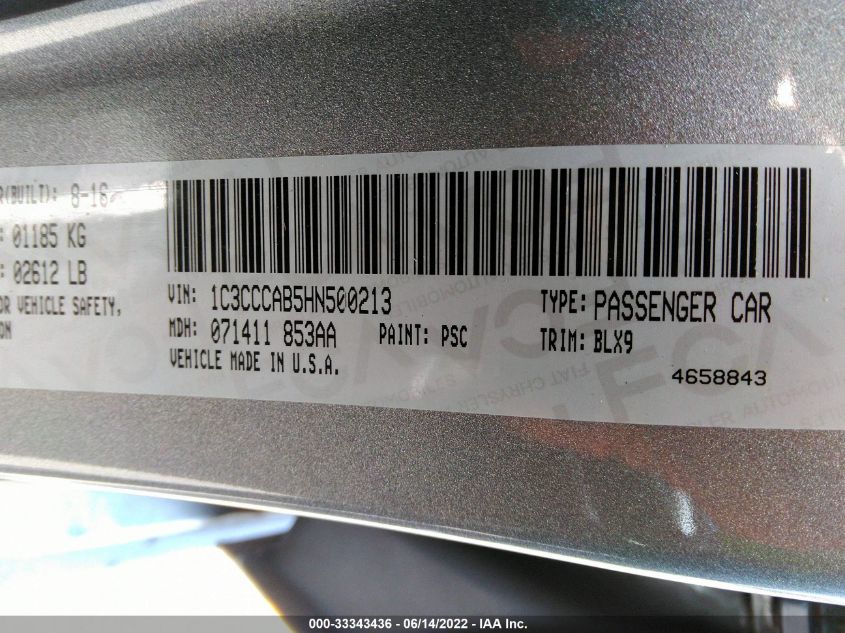 R(BUILT): 8-16
: 01185 KG
: 02612 LB
OR VEHICLE SAFETY,
ON
VIN: 1C3CCCAB5HN500213
TYPE: PASSENGER CAR
MDH: 071411 853AA
PAINT: PSC
TRIM: BLX9
VEHICLE MADE IN U.S.A.
4658843
000-33343436 - 06/14/2022 - IAA Inc.